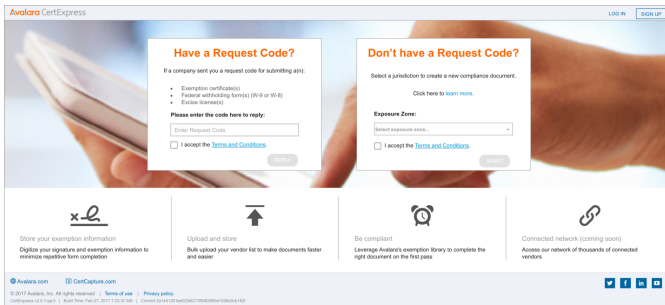 Avalara CertExpress
LOG IN
SIGN UP
Have a Request Code?
If a company sent you a request code for submitting a(n):
Exemption certificate(s)
Federal withholding form(s) (W-9 or W-8)
Excise license(s)
Please enter the code here to reply:
Enter Request Code
I accept the Terms and Conditions.
REPLY
Don't have a Request Code?
Select a jurisdiction to create a new compliance document.
Click here to learn more.
Exposure Zone:
Select exposure zone...
I accept the Terms and Conditions.
START
Store your exemption information
Digitize your signature and exemption information to
minimize repetitive form completion
Upload and store
Bulk upload your vendor list to make documents faster
and easier
Be compliant
Leverage Avalara's exemption library to complete the
right document on the first pass
Connected network (coming soon)
Access our network of thousands of connected
vendors
Avalara.com
CertCapture.com
© 2017 Avalara, Inc. All rights reserved | Terms of use | Privacy policy